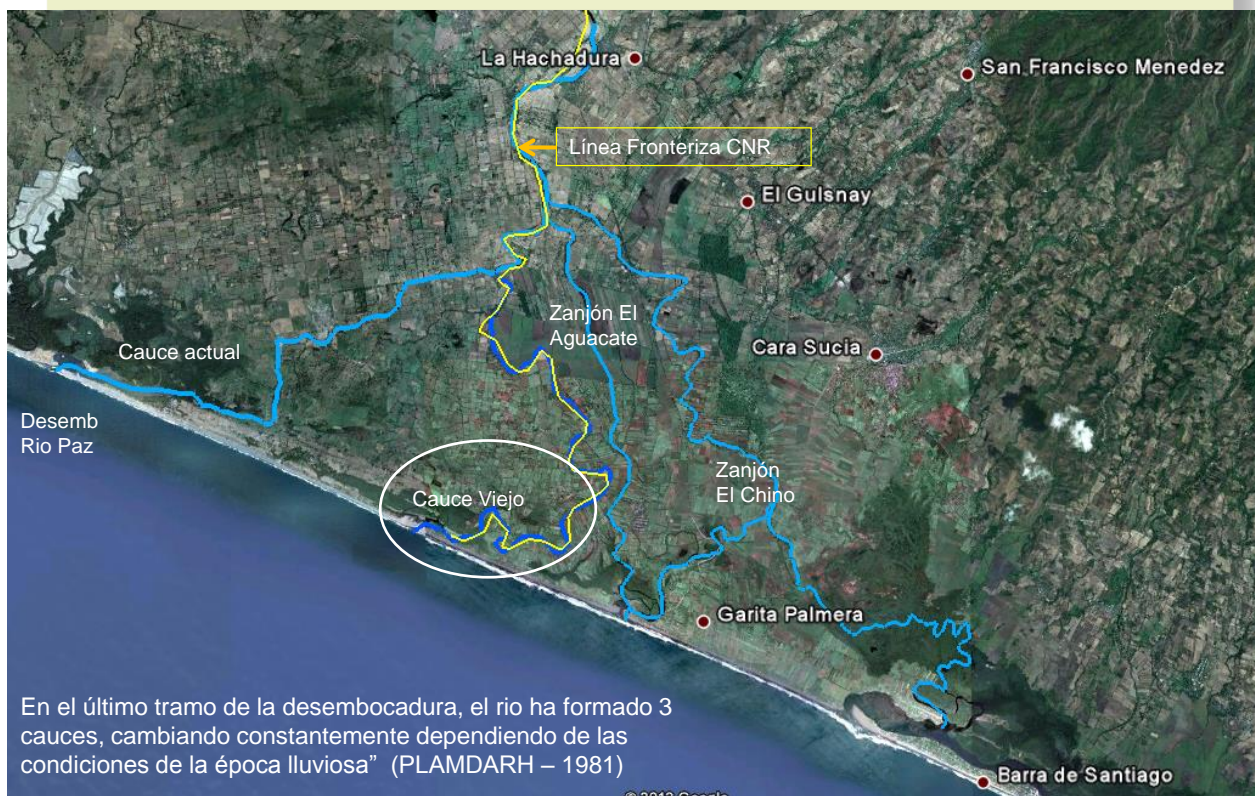 La Hachadura
San Francisco Menedez
Línea Fronteriza CNR
El Gulsnay
Zanjón El
Aguacate
Cauce actual
Cara Sucia
Desemb
Rio Paz
Zanjón
El Chino
Cauce Viejo
Garita Palmera
En el último tramo de la desembocadura, el rio ha formado 3
cauces, cambiando constantemente dependiendo de las
condiciones de la época lluviosa” (PLAMDARH – 1981)
Barra de Santiago